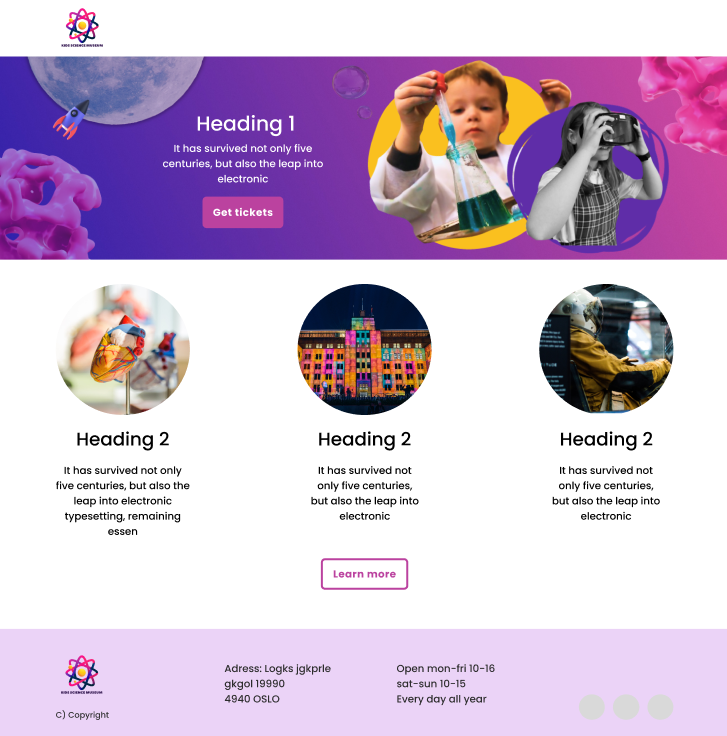 KIDS SCIENCE MUSEUM
Heading 1
It has survived not only five
centuries, but also the leap into
electronic
Get tickets
Heading 2
It has survived not only
five centuries, but also the
leap into electronic
typesetting, remaining
essen
Heading 2
It has survived not
only five centuries,
but also the leap into
electronic
Heading 2
It has survived not
only five centuries,
but also the leap into
electronic
Learn more
KIDS SCIENCE MUSEUM
C) Copyright
Adress: Logks jgkprle
gkgol 19990
4940 OSLO
Open mon-fri 10-16
sat-sun 10-15
Every day all year